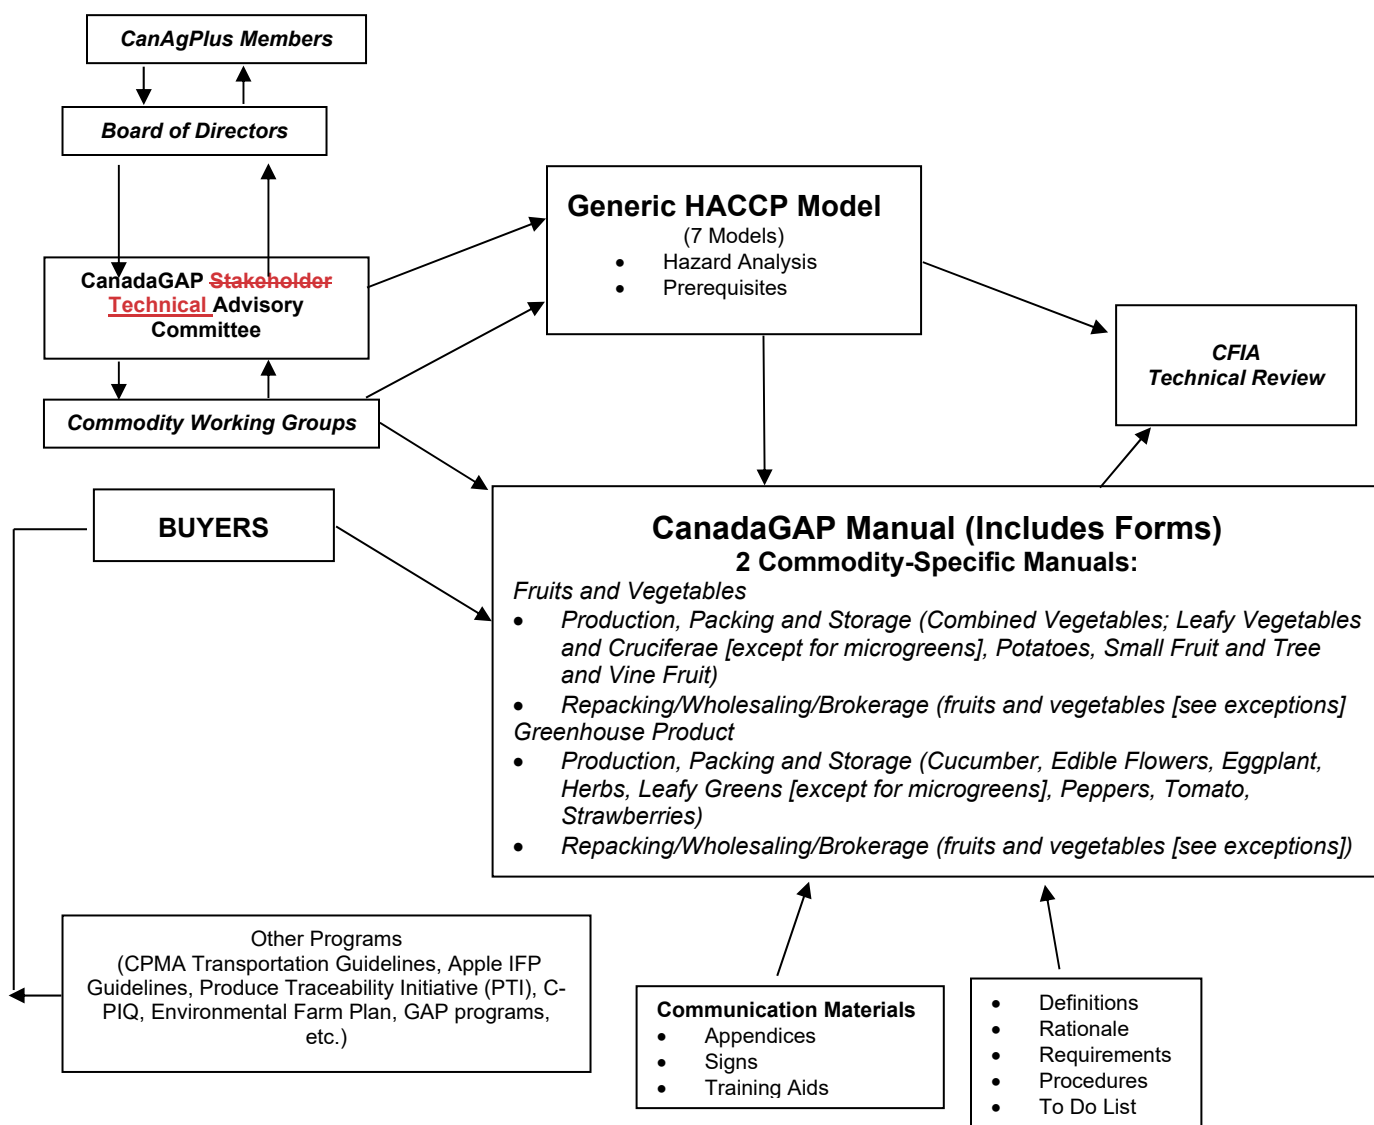 CanAgPlus Members
Board of Directors
CanadaGAP Stakeholder
Technical Advisory
Committee
Commodity Working Groups
Generic HACCP Model
(7 Models)
• Hazard Analysis
• Prerequisites
CFIA
Technical Review
BUYERS
CanadaGAP Manual (Includes Forms)
2 Commodity-Specific Manuals:
Fruits and Vegetables
• Production, Packing and Storage (Combined Vegetables; Leafy Vegetables
and Cruciferae [except for microgreens], Potatoes, Small Fruit and Tree
and Vine Fruit)
• Repacking/Wholesaling/Brokerage (fruits and vegetables [see exceptions]
Greenhouse Product
• Production, Packing and Storage (Cucumber, Edible Flowers, Eggplant,
Herbs, Leafy Greens [except for microgreens], Peppers, Tomato,
Strawberries)
• Repacking/Wholesaling/Brokerage (fruits and vegetables [see exceptions])
Other Programs
(CPMA Transportation Guidelines, Apple IFP
Guidelines, Produce Traceability Initiative (PTI), C-
PIQ, Environmental Farm Plan, GAP programs,
etc.)
Communication Materials
• Appendices
• Signs
• Training Aids
• Definitions
• Rationale
• Requirements
• Procedures
• To Do List